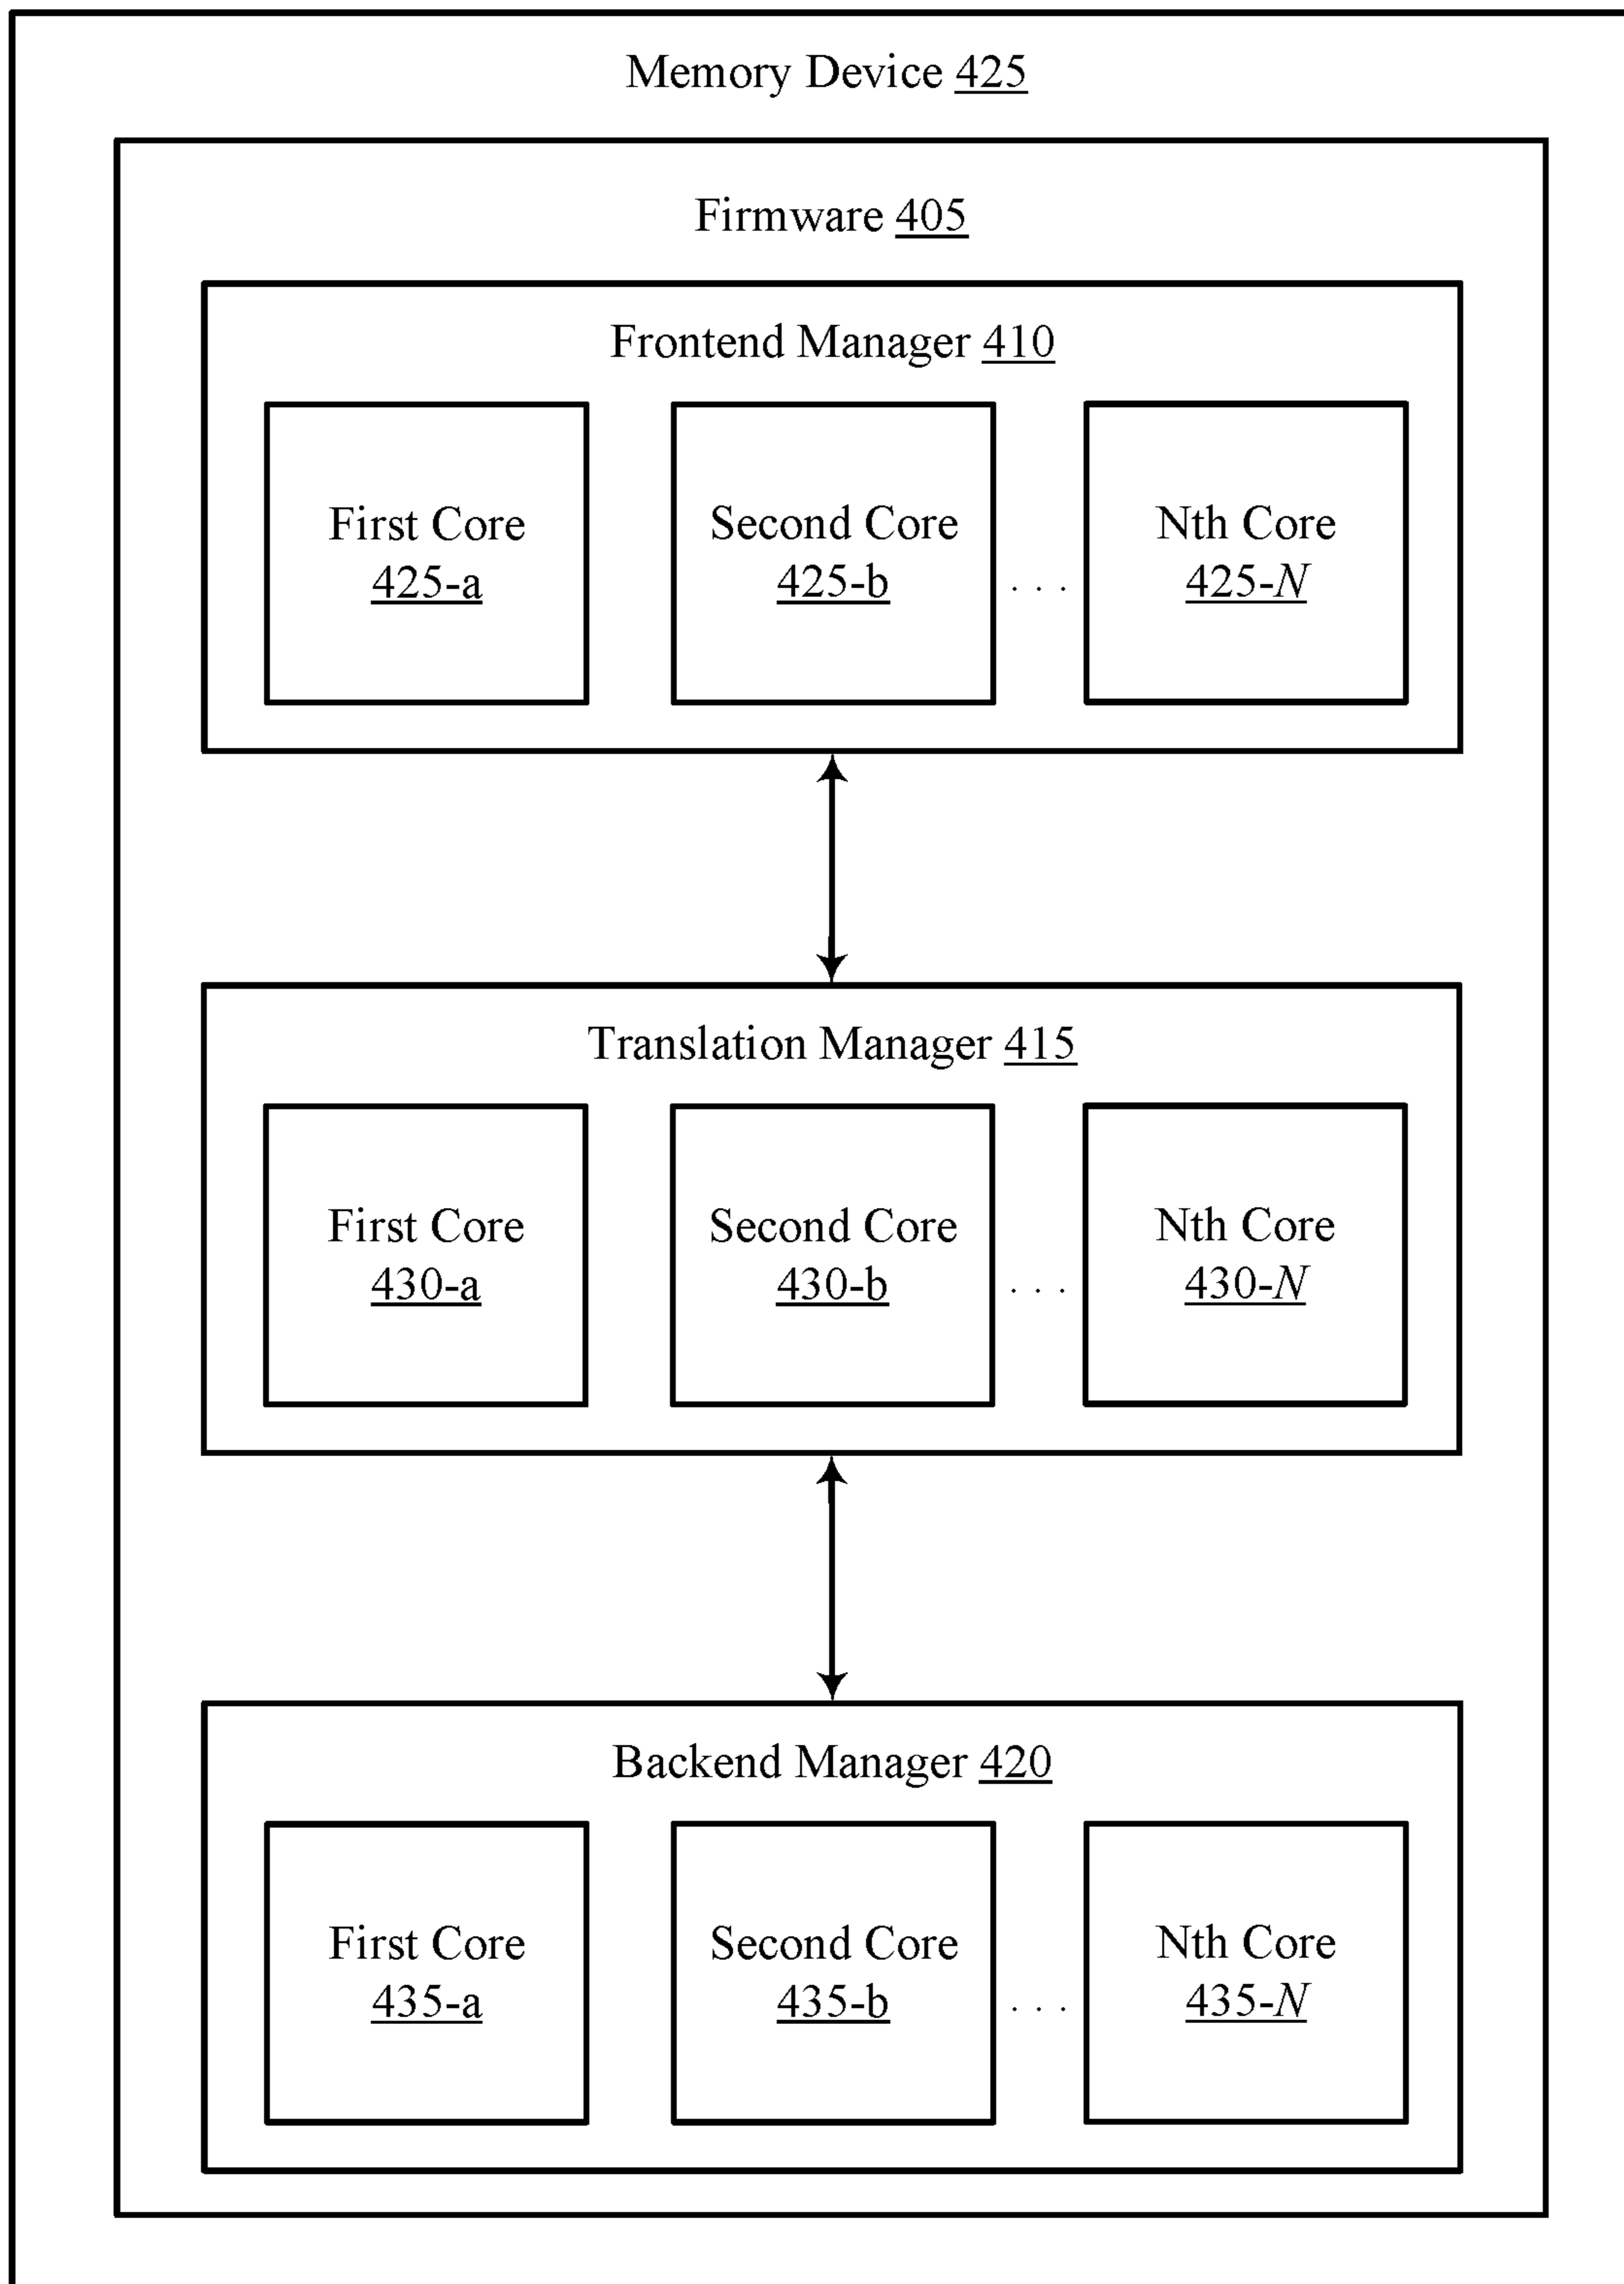 Memory Device 425
Firmware 405
Frontend Manager 410
First Core
425-a
Second Core
425-b
. . .
Nth Core
425-N
Translation Manager 415
First Core
430-a
Second Core
430-b
. . .
Nth Core
430-N
Backend Manager 420
First Core
435-a
Second Core
435-b
. . .
Nth Core
435-N